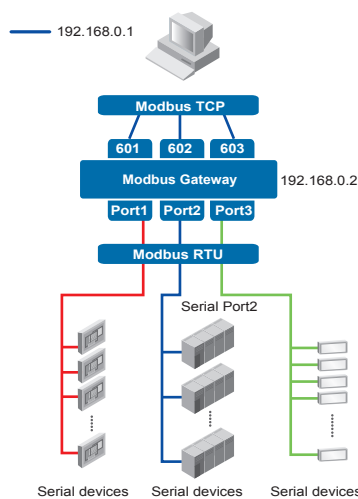 192.168.0.1
Modbus TCP
601 602 603
Modbus Gateway
192.168.0.2
Port1 Port2 Port3
Modbus RTU
Serial Port2
Serial devices Serial devices Serial devices